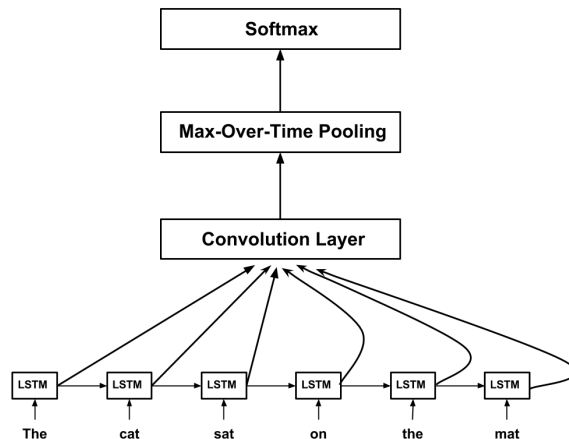 Softmax
Max-Over-Time Pooling
Convolution Layer
LSTM LSTM LSTM LSTM LSTM LSTM
The cat sat on the mat